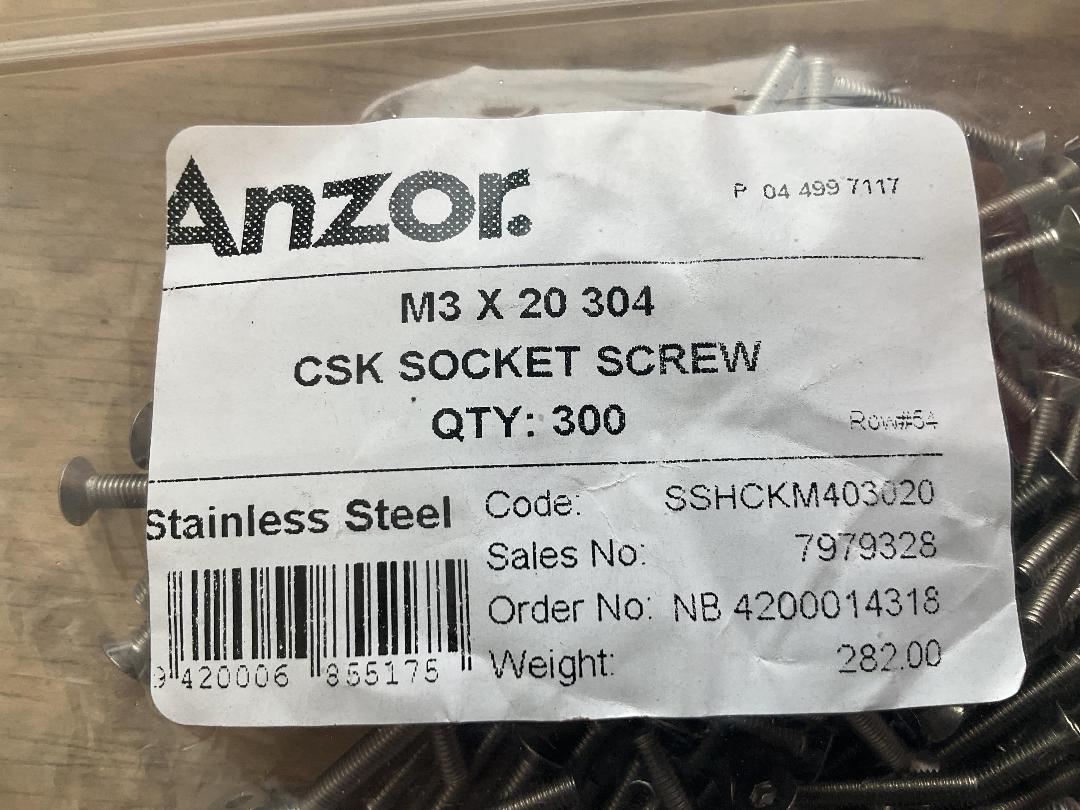 Anzor.
P 04 499 7117
M3 X 20 304
CSK SOCKET SCREW
QTY: 300
Row#54
Stainless Steel
Code: SSHCKM403020
Sales No: 7979328
Order No: NB 4200014318
Weight: 282.00
9 420006 855175